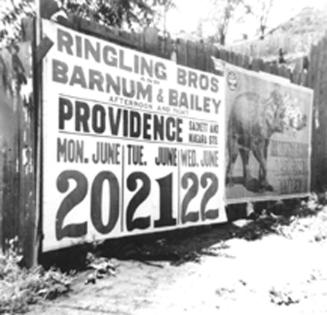 RINGLING BROS
AND
BARNUM & BAILEY
AFTERNOON AND NIGHT
PROVIDENCE SACKETT AND
NIAGARA STS.
MON. JUNE TUE. JUNE WED. JUNE
20 21 22